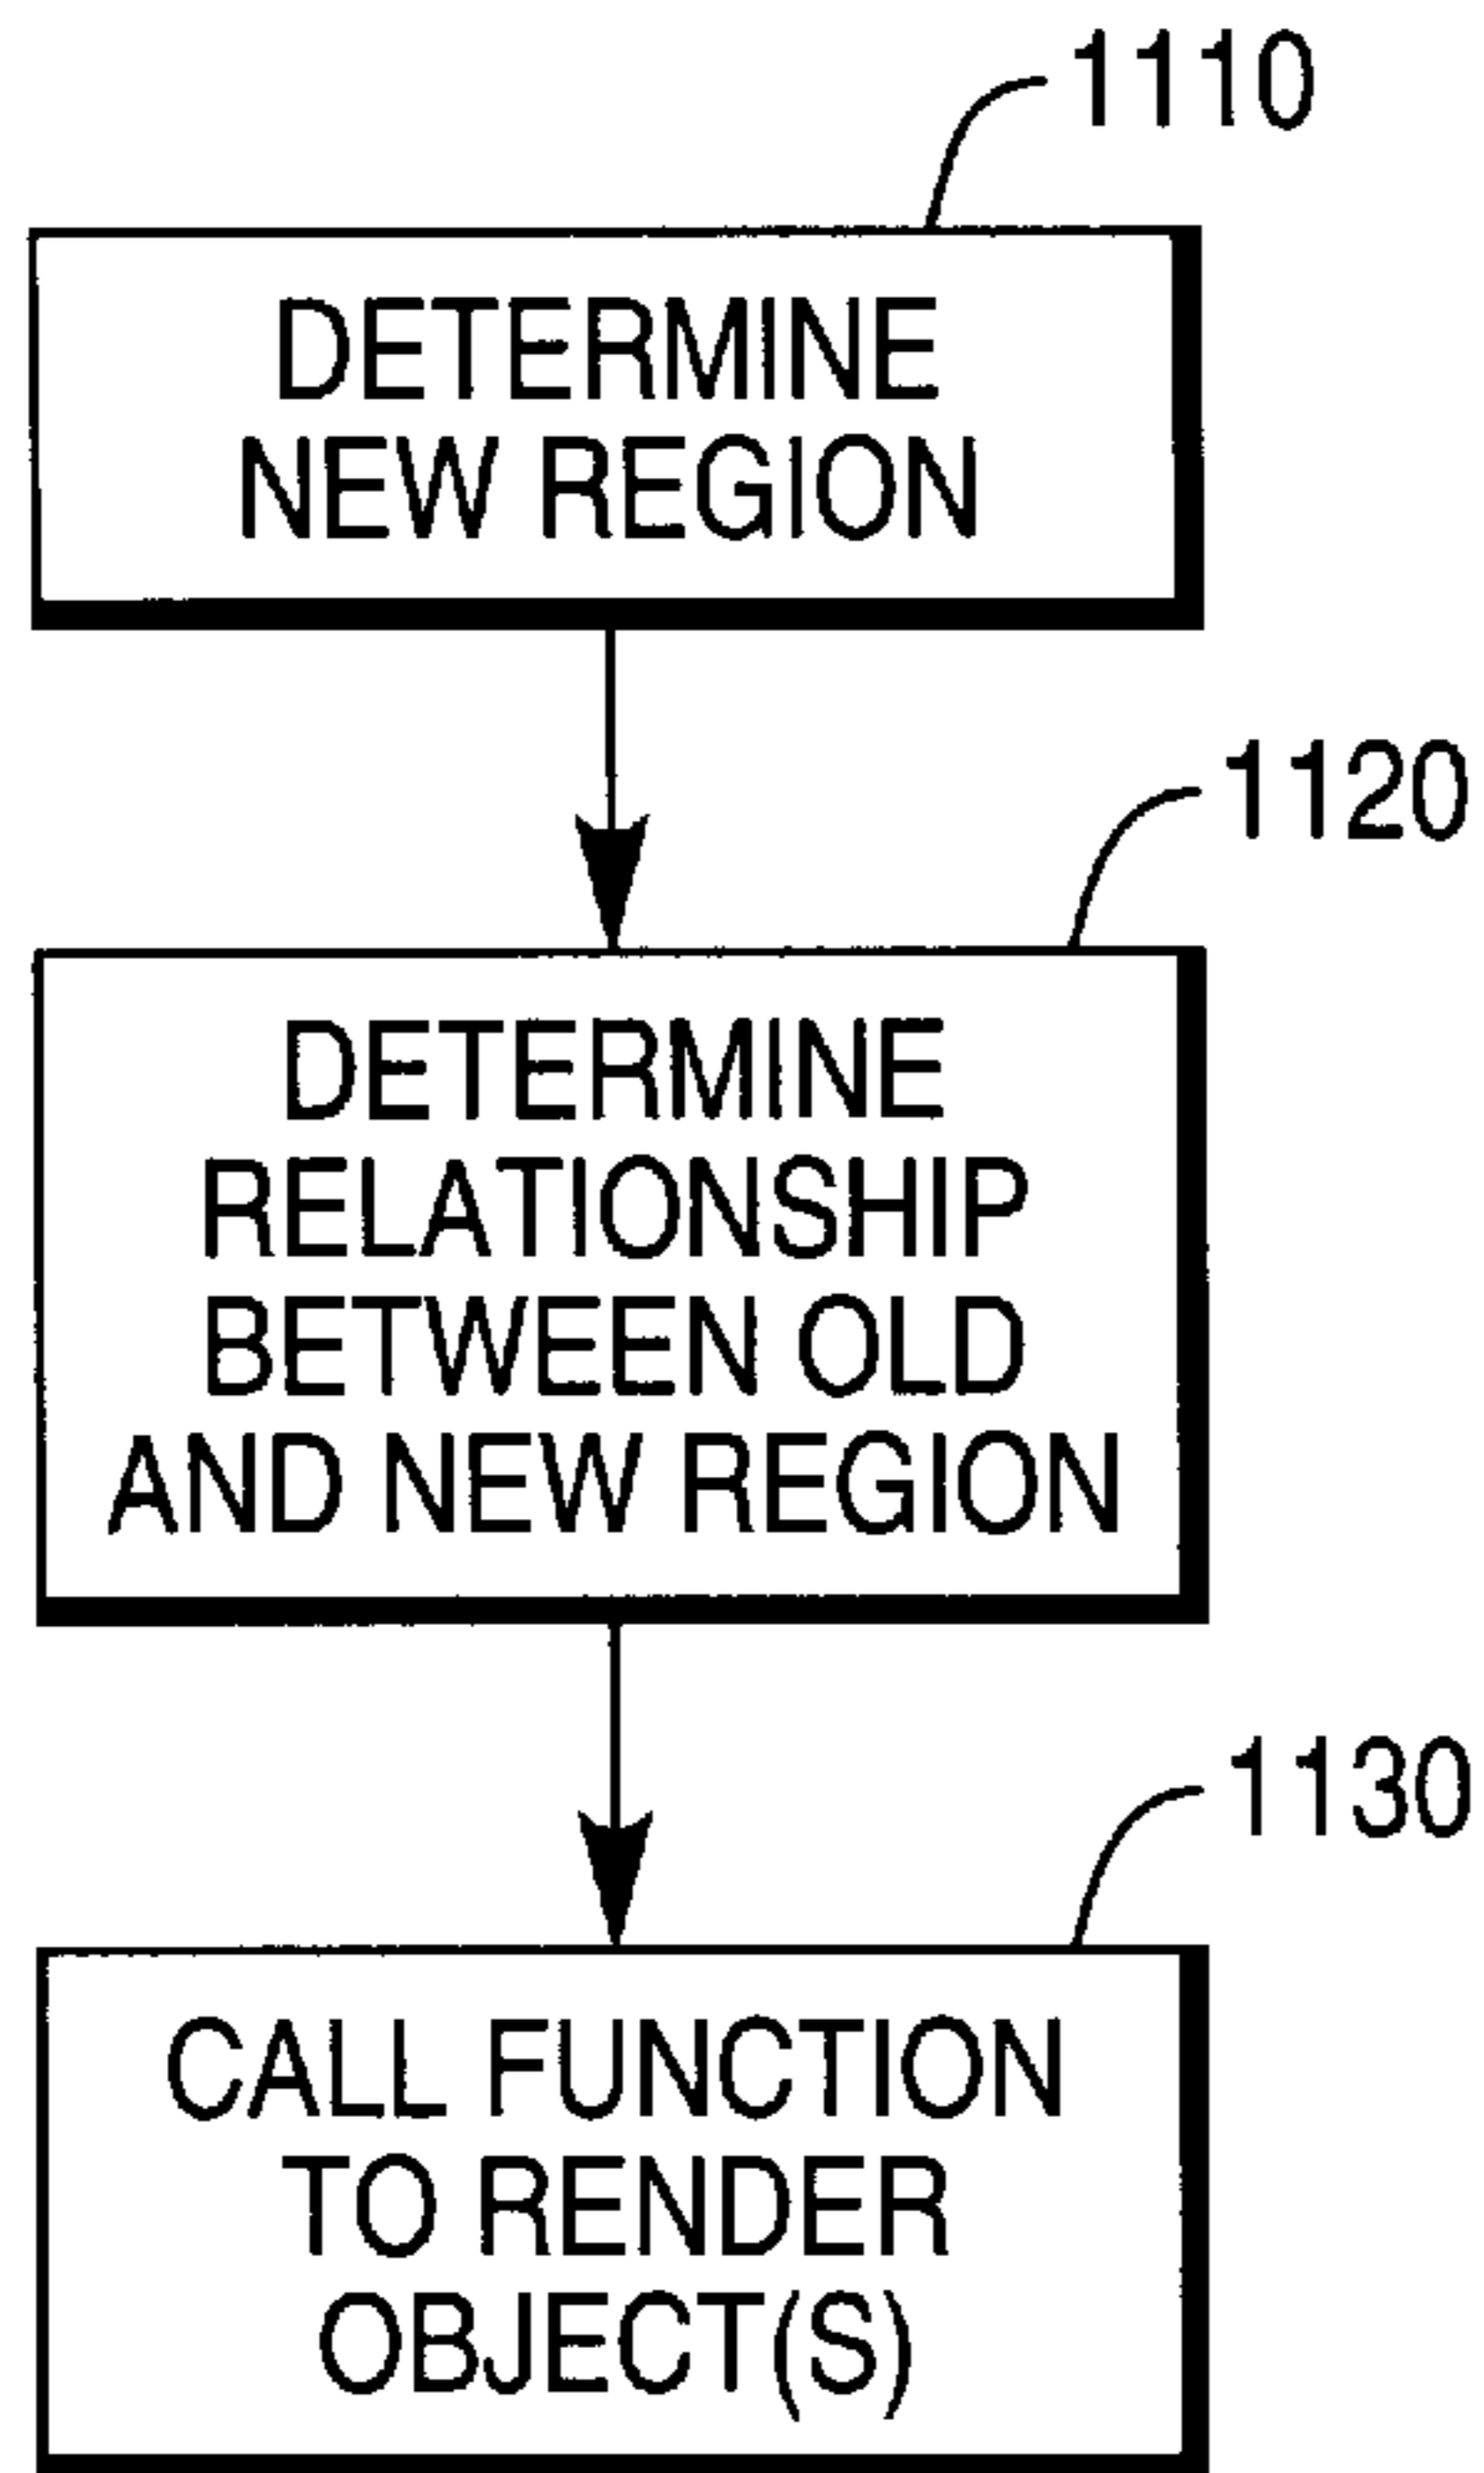 1110
DETERMINE
NEW REGION
1120
DETERMINE
RELATIONSHIP
BETWEEN OLD
AND NEW REGION
1130
CALL FUNCTION
TO RENDER
OBJECT(S)